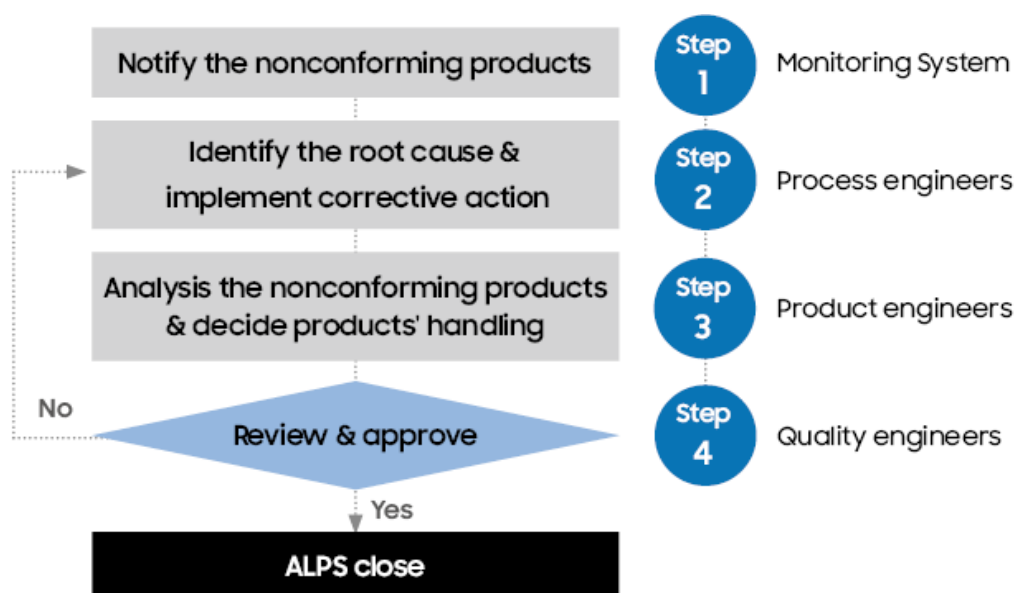 Notify the nonconforming products
Step
1
Monitoring System
Identify the root cause &
implement corrective action
Step
2
Process engineers
Analysis the nonconforming products
& decide products' handling
Step
3
Product engineers
No
Review & approve
Step
4
Quality engineers
Yes
ALPS close